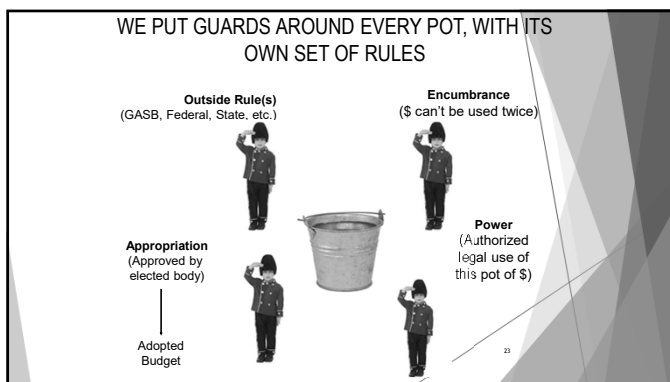 WE PUT GUARDS AROUND EVERY POT, WITH ITS
OWN SET OF RULES
Outside Rule(s)
(GASB, Federal, State, etc.)
Encumbrance
($ can't be used twice)
Appropriation
(Approved by
elected body)
Power
(Authorized
legal use of
this pot of $)
Adopted
Budget
23